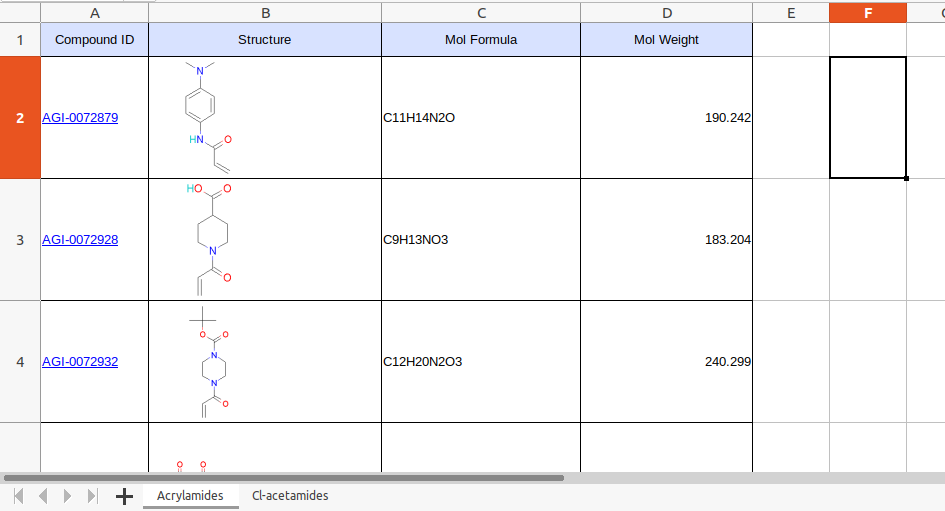 A B C D E F
1 Compound ID Structure Mol Formula Mol Weight
2 AGI-0072879 C11H14N2O 190.242
N
HN O
3 AGI-0072928 C9H13NO3 183.204
HO O
N
O
4 AGI-0072932 C12H20N2O3 240.299
O O
N
N
O
O O
Acrylamides Cl-acetamides